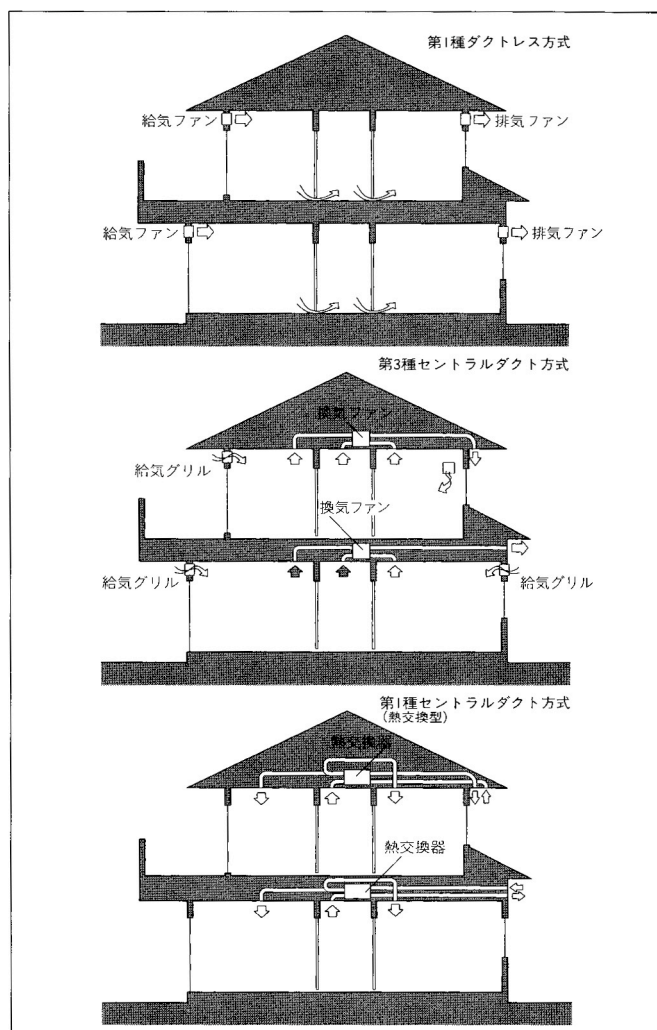 第1種ダクトレス方式
給気ファン
排気ファン
給気ファン
排気ファン
第3種セントラルダクト方式
換気ファン
給気グリル
換気ファン
給気グリル
給気グリル
第1種セントラルダクト方式
(熱交換型)
熱交換器
熱交換器